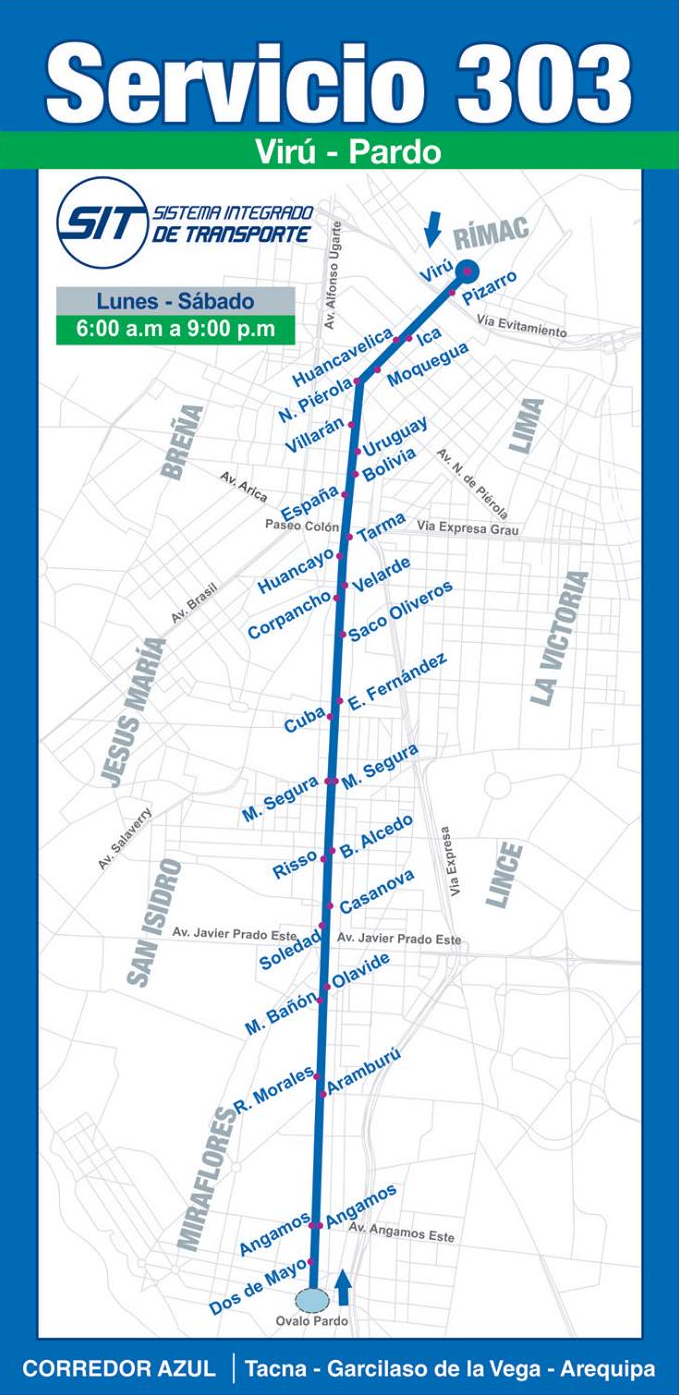 Servicio 303
Virú - Pardo
SIT
SISTEMA INTEGRADO
DE TRANSPORTE
Lunes - Sábado
6:00 a.m a 9:00 p.m
Av. Alfonso Ugarte
RÍMAC
Virú
Pizarro
Vía Evitamiento
Huancavelica
Ica
Moquegua
N. Piérola
Villarán
Uruguay
Bolivia
BREÑA
LIMA
Av. Arica
Av. N. de Piérola
España
Paseo Colón
Tarma
Vía Expresa Grau
Huancayo
Velarde
Av. Brasil
Corpancho
Saco Oliveros
LA VICTORIA
JESUS MARÍA
E. Fernández
Cuba
M. Segura
M. Segura
Av. Salaverry
Risso
B. Alcedo
Vía Expresa
LINCE
Casanova
SAN ISIDRO
Av. Javier Prado Este
Av. Javier Prado Este
Soledad
Olavide
M. Bañón
R. Morales
Aramburú
MIRAFLORES
Angamos
Angamos
Av. Angamos Este
Dos de Mayo
Ovalo Pardo
CORREDOR AZUL | Tacna - Garcilaso de la Vega - Arequipa